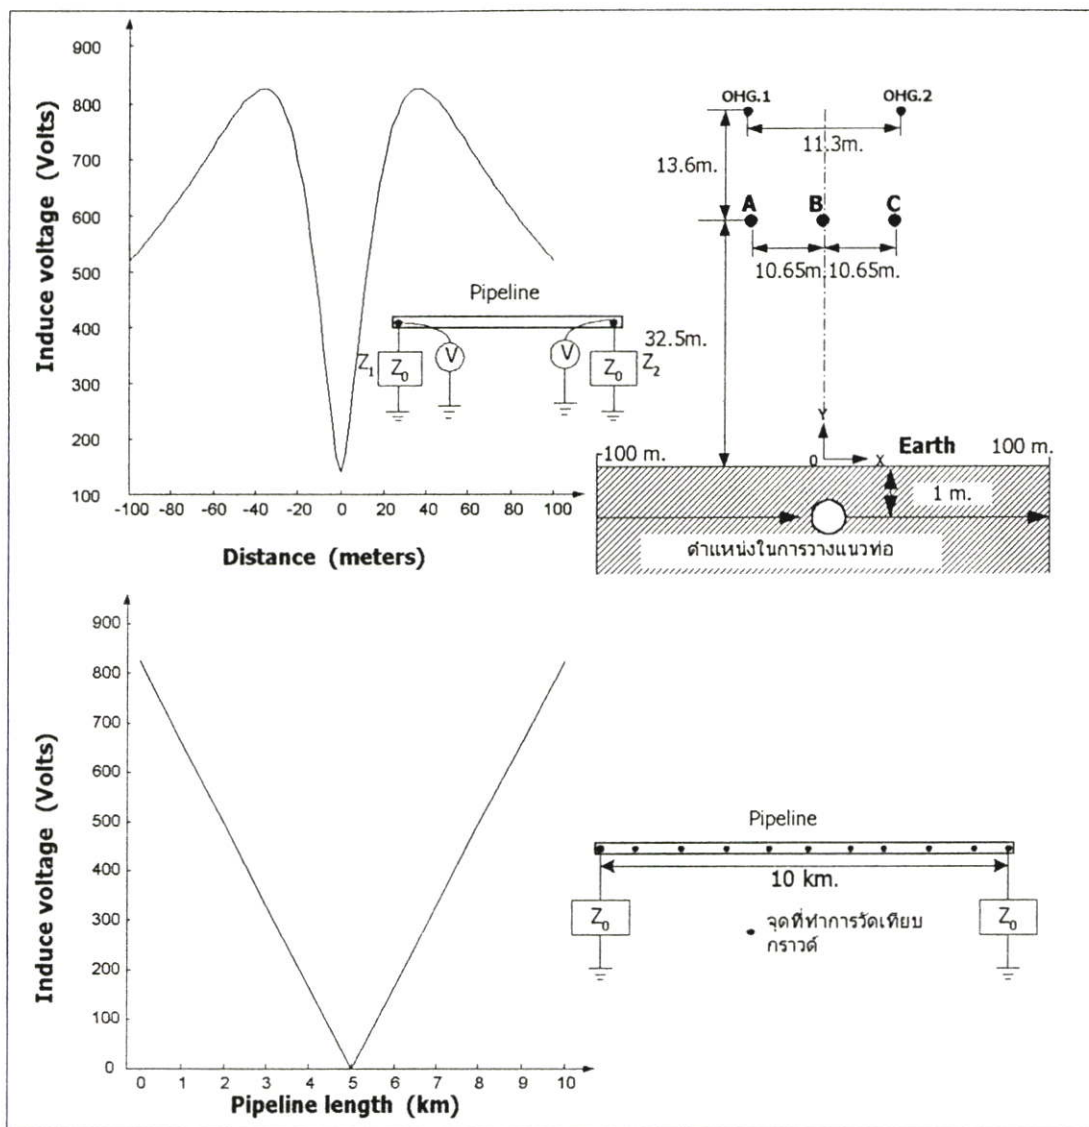 Induce voltage (Volts)
900
800
700
600
500
400
300
200
100
-100 -80 -60 -40 -20 0 20 40 60 80 100
Distance (meters)
Pipeline
Z1 Z0 V V Z0 Z2
OHG.1 OHG.2
11.3m.
13.6m.
A B C
10.65m. 10.65m.
32.5m.
Y
0 X
Earth
-100 m. 100 m.
1 m.
ตำแหน่งในการวางแนวท่อ
Induce voltage (Volts)
900
800
700
600
500
400
300
200
100
0
0 1 2 3 4 5 6 7 8 9 10
Pipeline length (km)
Pipeline
10 km.
Z0 Z0
• จุดที่ทำการวัดเทียบ
กราวด์